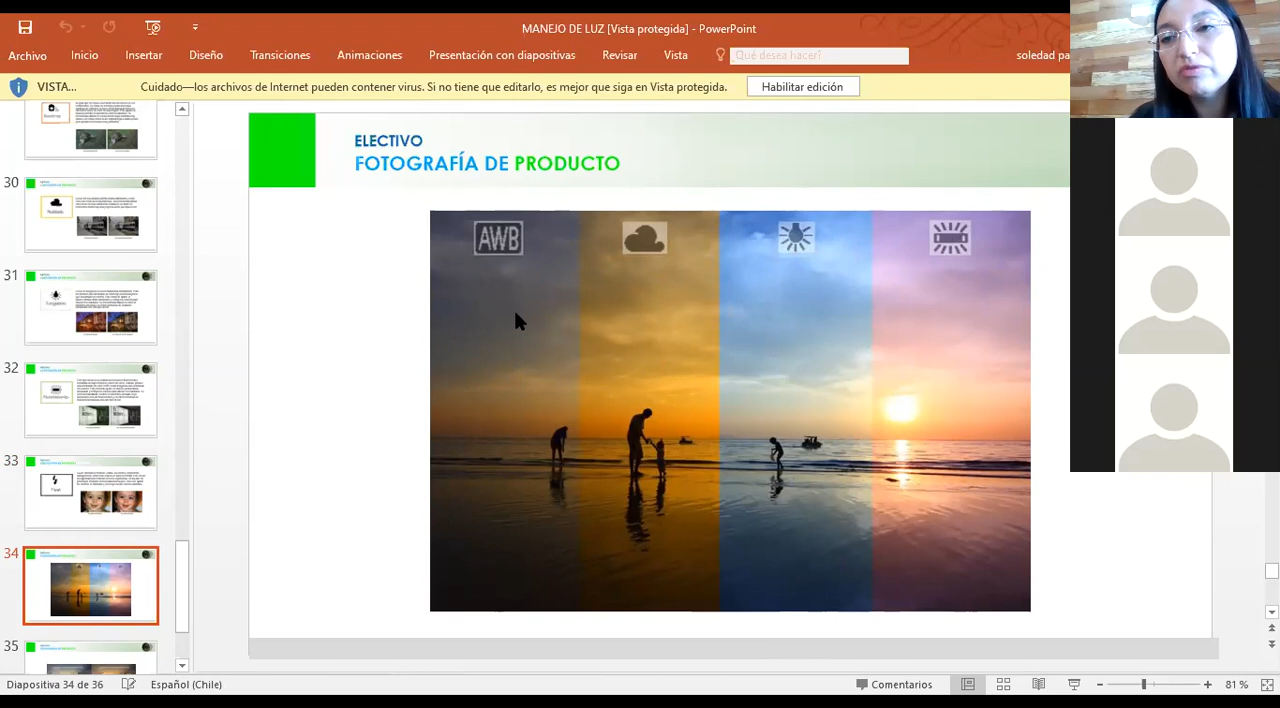 MANEJO DE LUZ [Vista protegida] - PowerPoint
Archivo Inicio Insertar Diseño Transiciones Animaciones Presentación con diapositivas Revisar Vista ¿Qué desea hacer? soledad pa
VISTA... Cuidado—los archivos de Internet pueden contener virus. Si no tiene que editarlo, es mejor que siga en Vista protegida. Habilitar edición
ELECTIVO
FOTOGRAFÍA DE PRODUCTO
AWB
30
Nublado
31
Tungsteno
32
33
Flash
34
35
Diapositiva 34 de 36 Español (Chile) Comentarios 81 %